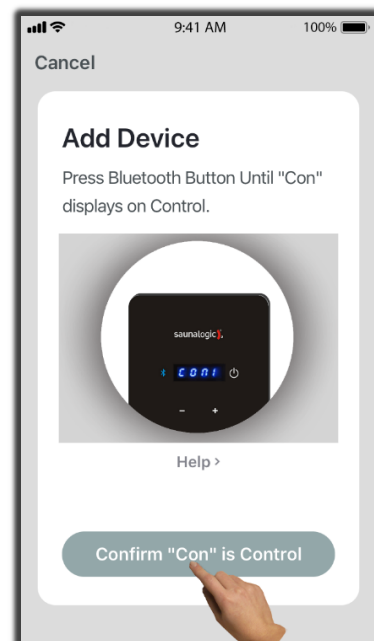 9:41 AM 100%
Cancel
Add Device
Press Bluetooth Button Until "Con"
displays on Control.
saunalogic
Con1
− +
Help >
Confirm "Con" is Control